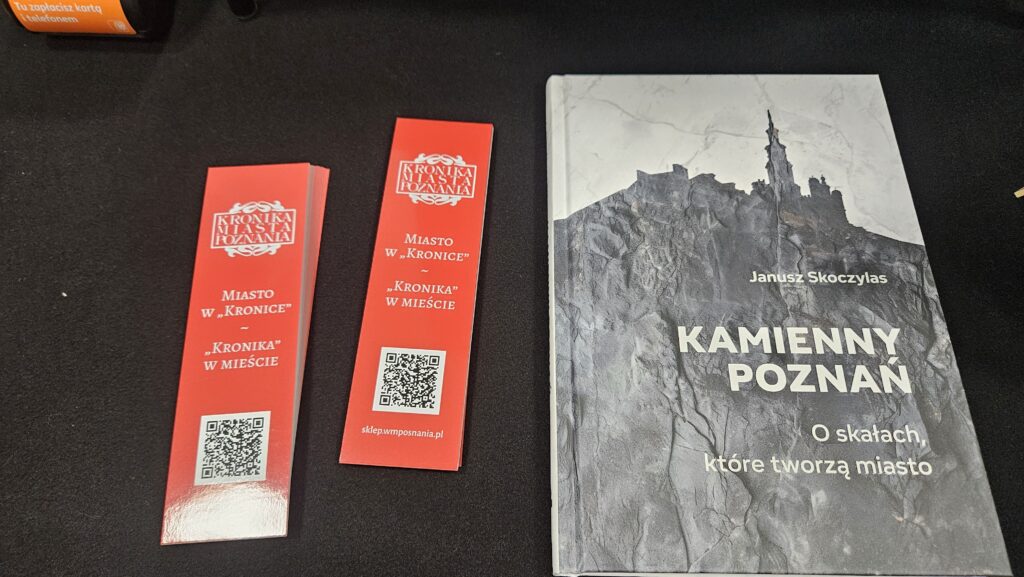 Tu zapłacisz kartą
i telefonem
KRONIKA
MIASTA
POZNANIA
MIASTO
W „KRONICE”
~
„KRONIKA”
W MIEŚCIE
KRONIKA
MIASTA
POZNANIA
MIASTO
W „KRONICE”
~
„KRONIKA”
W MIEŚCIE
sklep.wmposnania.pl
Janusz Skoczylas
KAMIENNY
POZNAŃ
O skałach,
które tworzą miasto